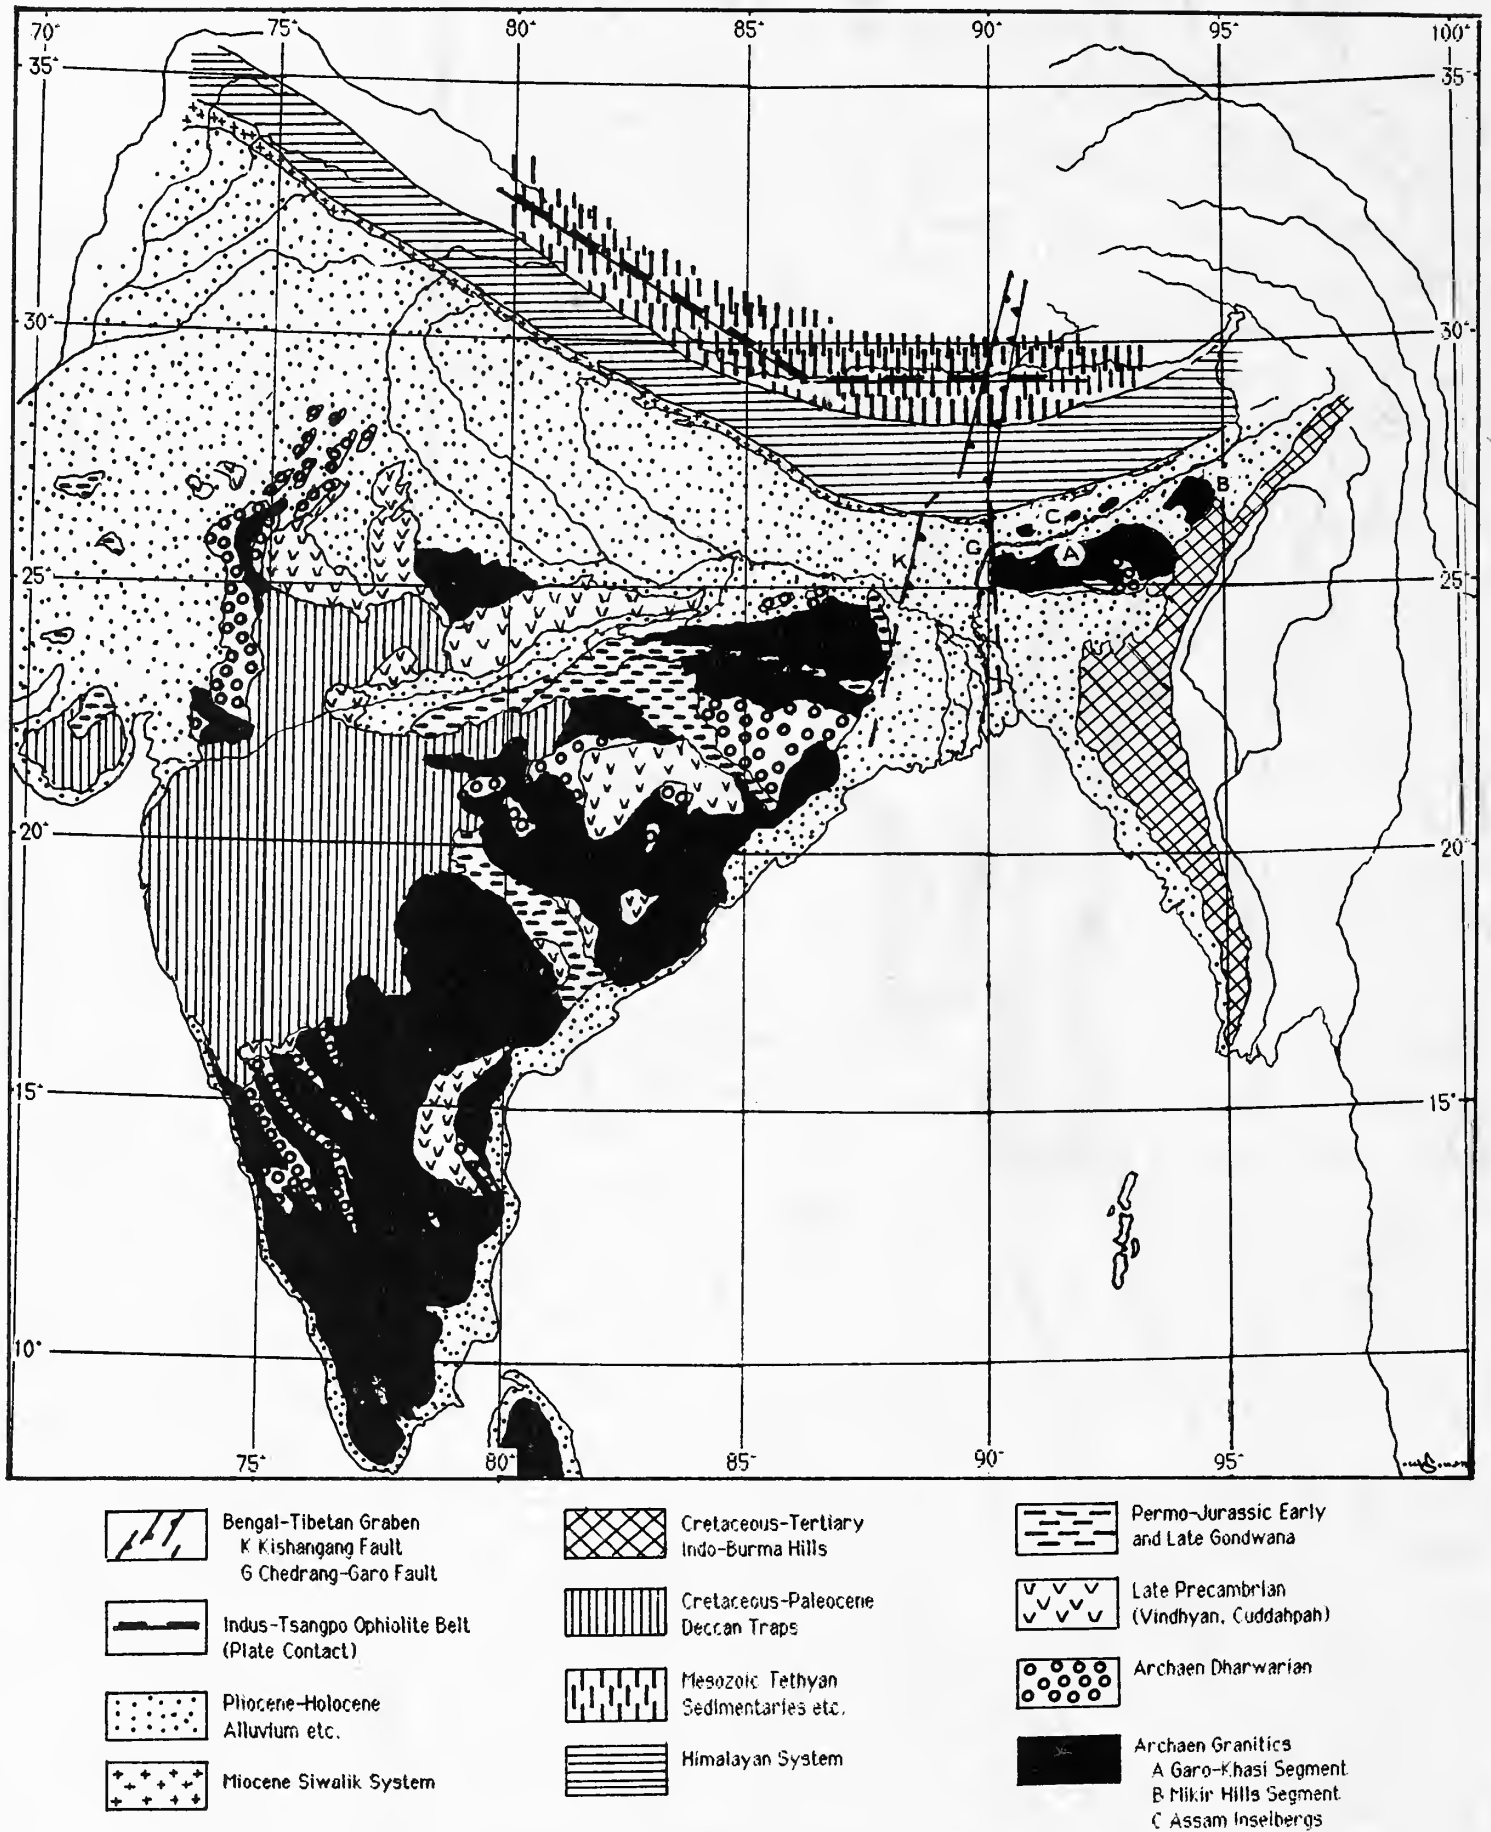 70° 75° 80° 85° 90° 95° 100°
35° 35°
30° 30°
C B
K G A
25° 25°
20° 20°
15° 15°
10°
75° 80° 85° 90° 95°
Bengal-Tibetan Graben
K Kishangang Fault
G Chedrang-Garo Fault
Indus-Tsangpo Ophiolite Belt
(Plate Contact)
Pliocene-Holocene
Alluvium etc.
Miocene Siwalik System
Cretaceous-Tertiary
Indo-Burma Hills
Cretaceous-Paleocene
Deccan Traps
Mesozoic Tethyan
Sedimentaries etc.
Himalayan System
Permo-Jurassic Early
and Late Gondwana
Late Precambrian
(Vindhyan, Cuddahpah)
Archaen Dharwarian
Archaen Granitics
A Garo-Khasi Segment
B Mikir Hills Segment
C Assam Inselbergs